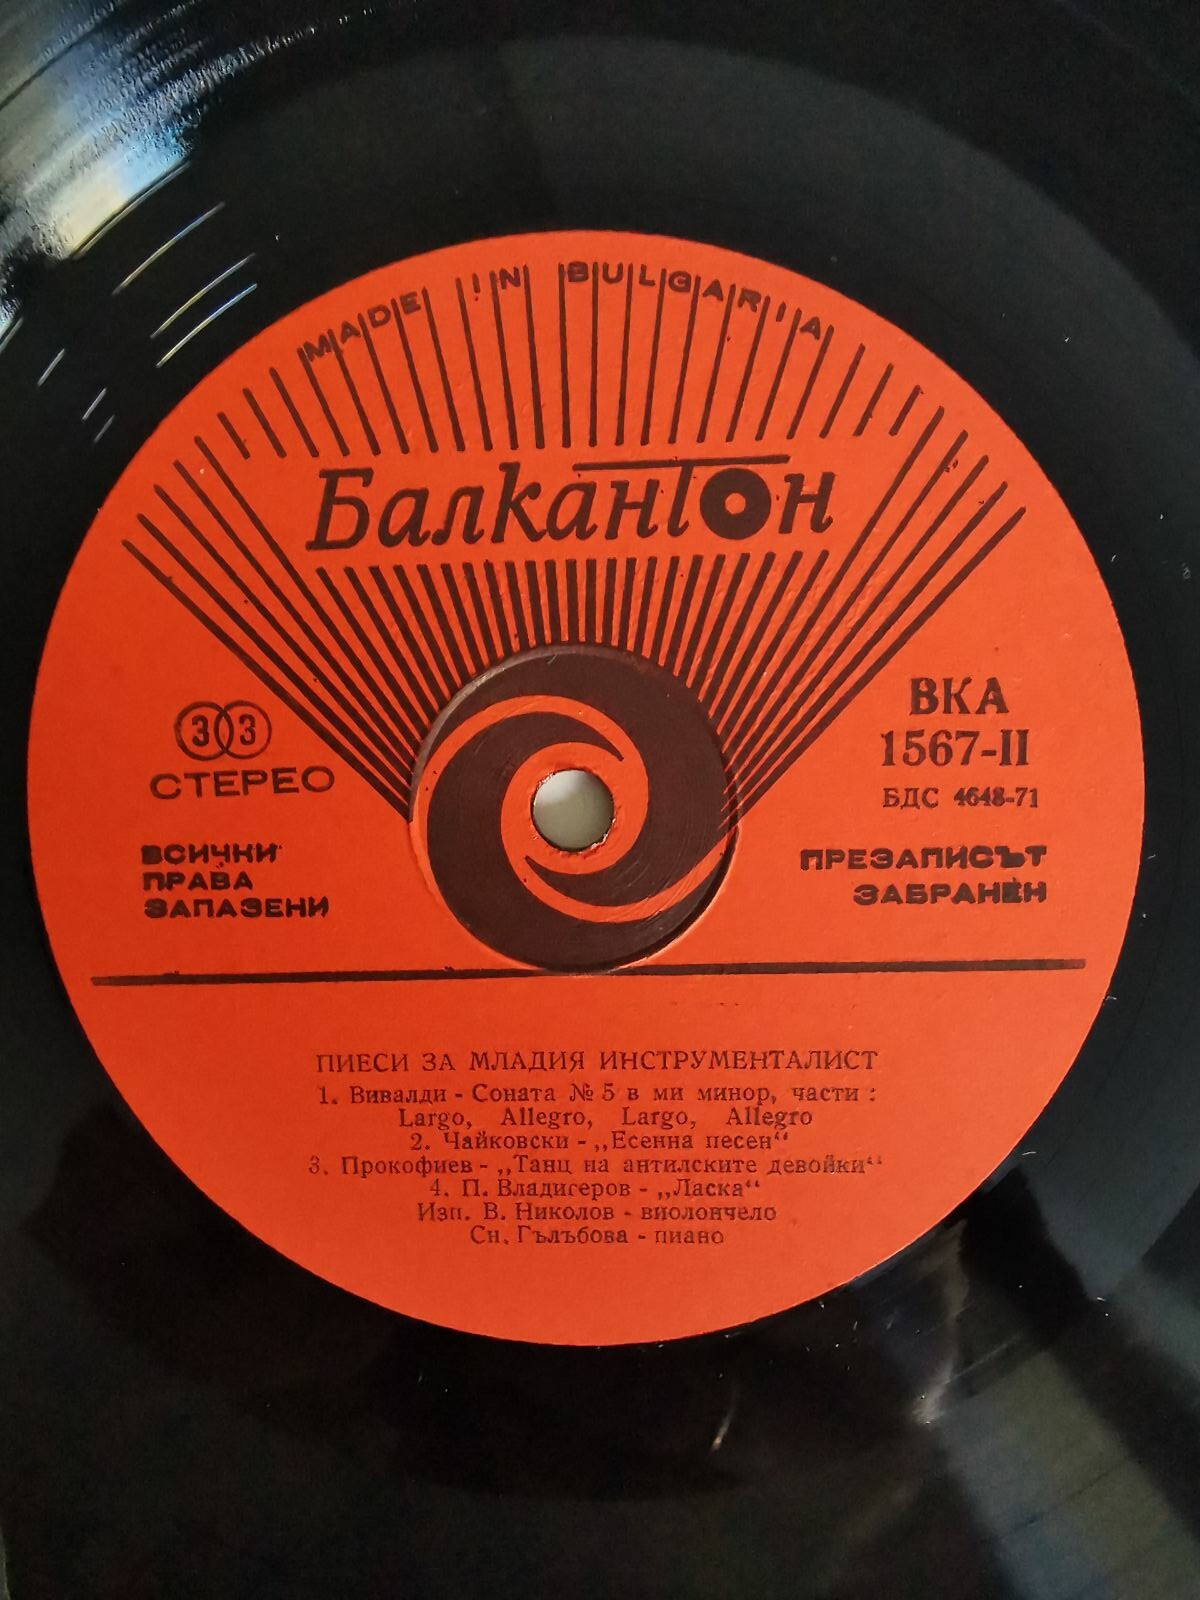 MADE IN BULGARIA
Балкантон
33
СТЕРЕО
ВСИЧКИ
ПРАВА
ЗАПАЗЕНИ
ВКА
1567-II
БДС 4648-71
ПРЕЗАПИСЪТ
ЗАБРАНЕН
ПИЕСИ ЗА МЛАДИЯ ИНСТРУМЕНТАЛИСТ
1. Вивалди - Соната № 5 в ми минор, части :
Largo, Allegro, Largo, Allegro
2. Чайковски - „Есенна песен“
3. Прокофиев - „Танц на антилските девойки“
4. П. Владигеров - „Ласка“
Изп. В. Николов - виолончело
Сн. Гълъбова - пиано